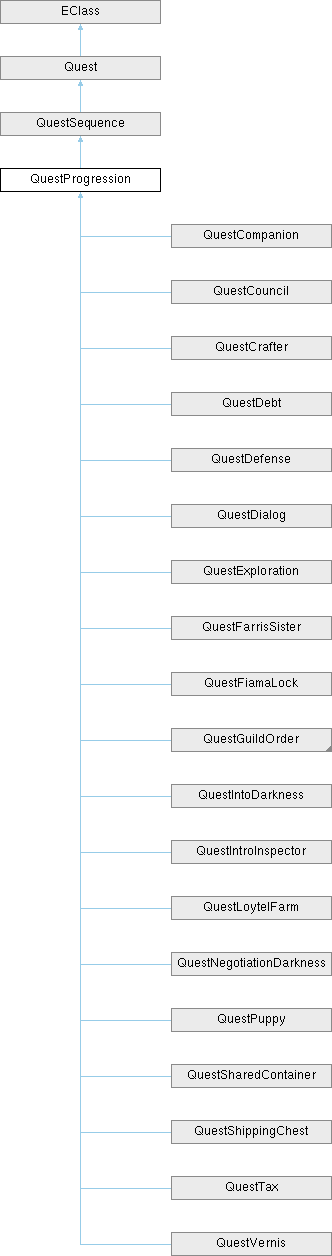 EClass
Quest
QuestSequence
QuestProgression
QuestCompanion
QuestCouncil
QuestCrafter
QuestDebt
QuestDefense
QuestDialog
QuestExploration
QuestFarrisSister
QuestFiamaLock
QuestGuildOrder
QuestIntoDarkness
QuestIntroInspector
QuestLoytelFarm
QuestNegotiationDarkness
QuestPuppy
QuestSharedContainer
QuestShippingChest
QuestTax
QuestVernis